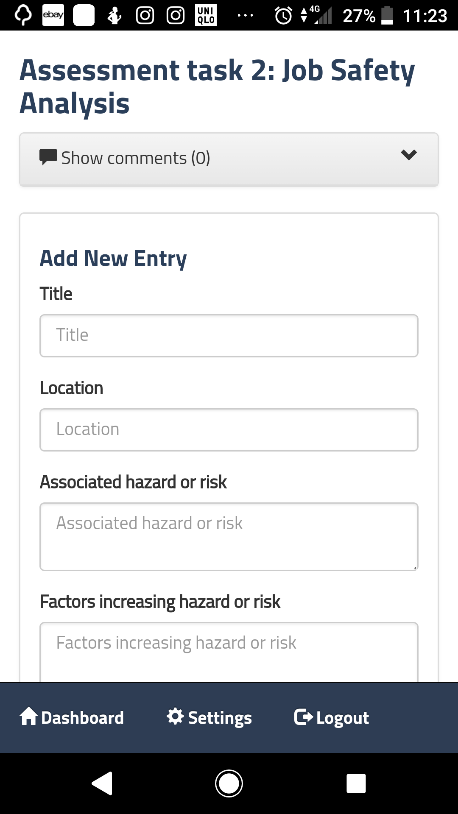 ebay UNI QLO ... 4G 27% 11:23
Assessment task 2: Job Safety
Analysis
Show comments (0)
Add New Entry
Title
Title
Location
Location
Associated hazard or risk
Associated hazard or risk
Factors increasing hazard or risk
Factors increasing hazard or risk
Dashboard Settings Logout